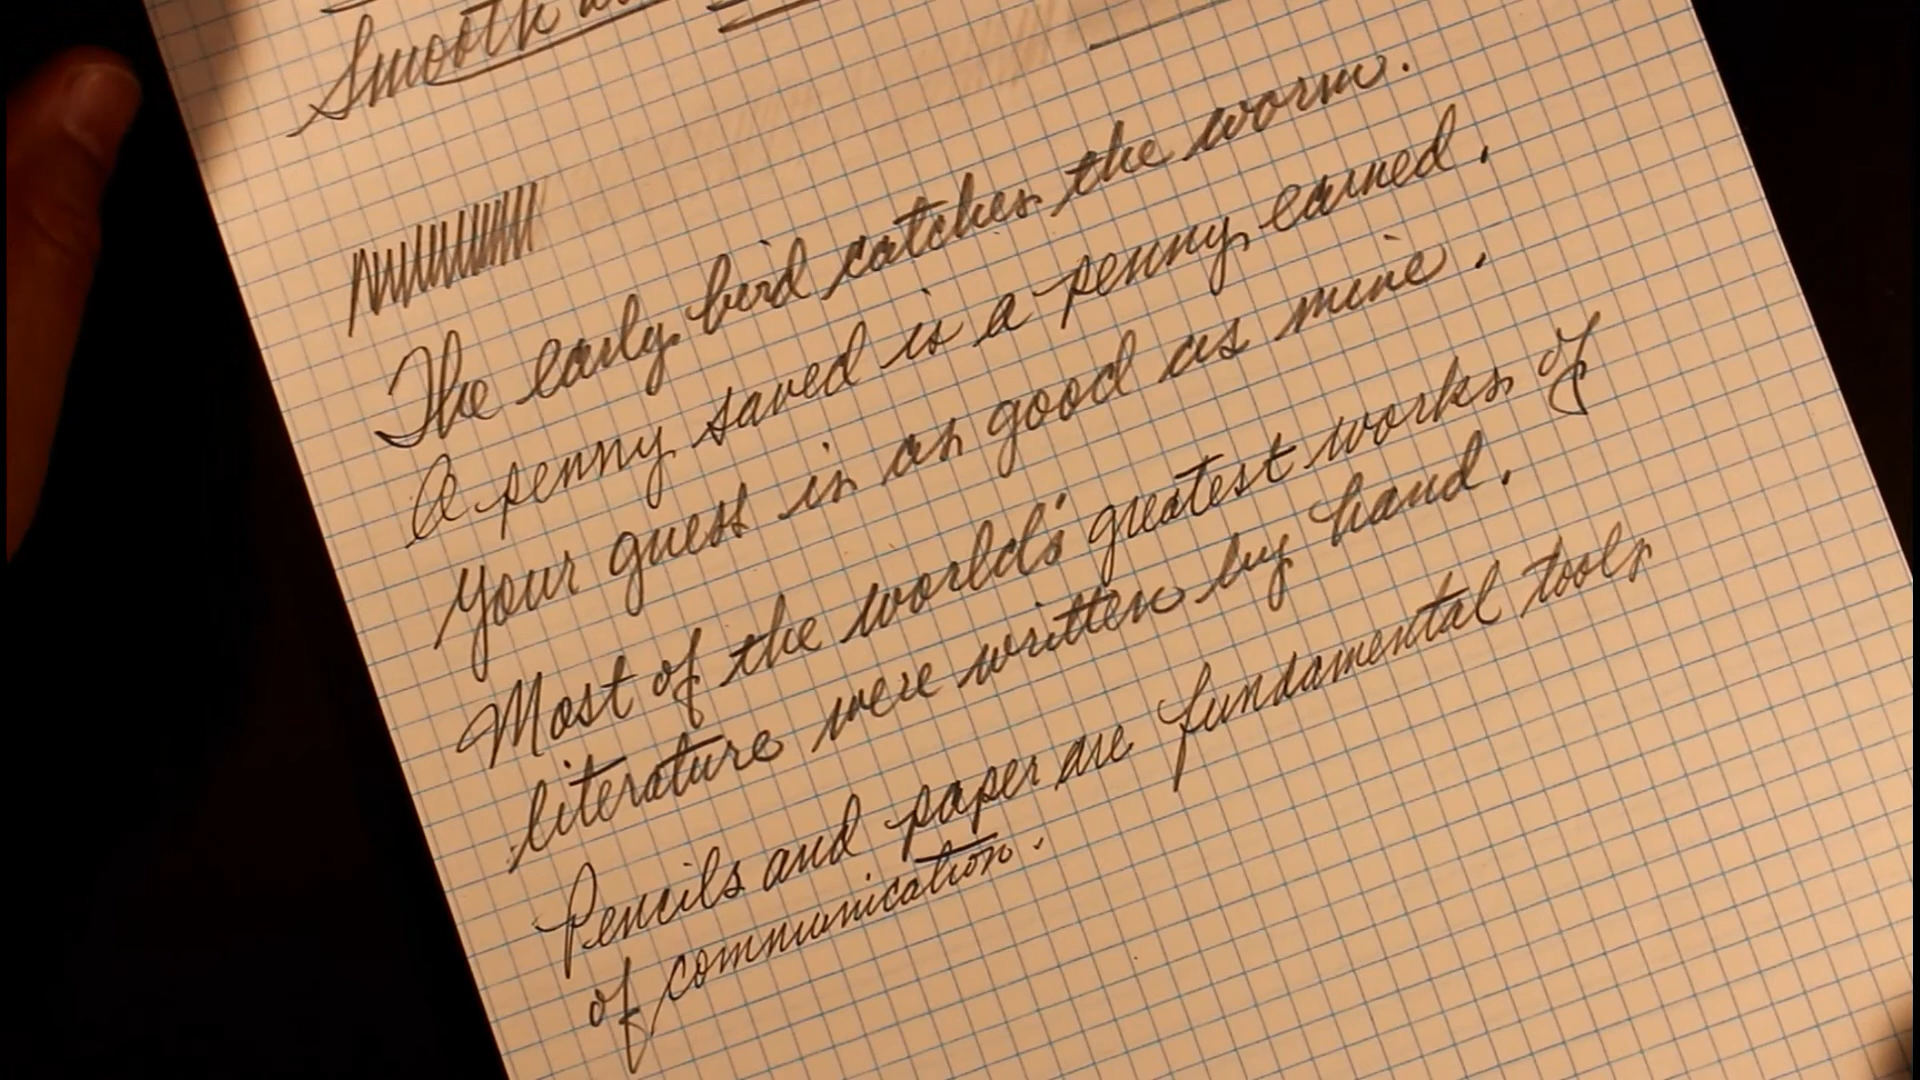 Smooth
The early bird catches the worm.
A penny saved is a penny earned.
Your guess is as good as mine.
Most of the world's greatest works of
literature were written by hand.
Pencils and paper are fundamental tools
of communication.